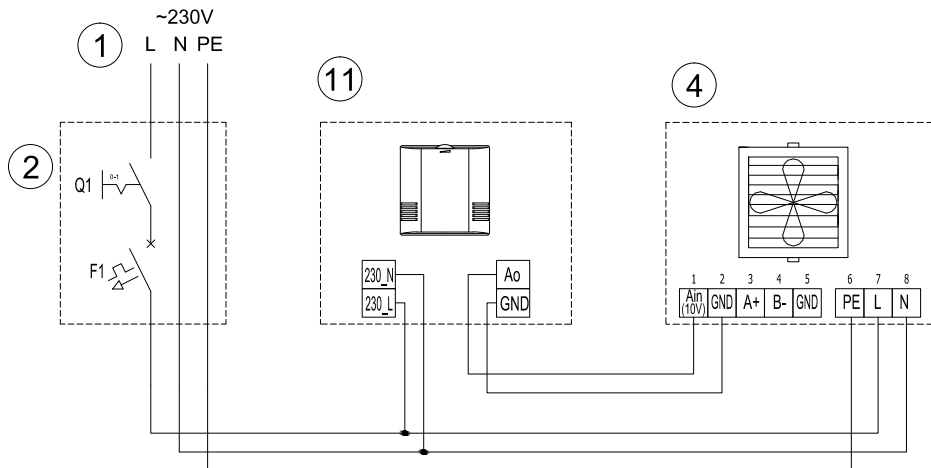 ~230V
1 L N PE
11
4
2
Q1 0-1
F1
230_N
230_L
Ao
GND
1 2 3 4 5 6 7 8
Ain (10V) GND A+ B- GND PE L N